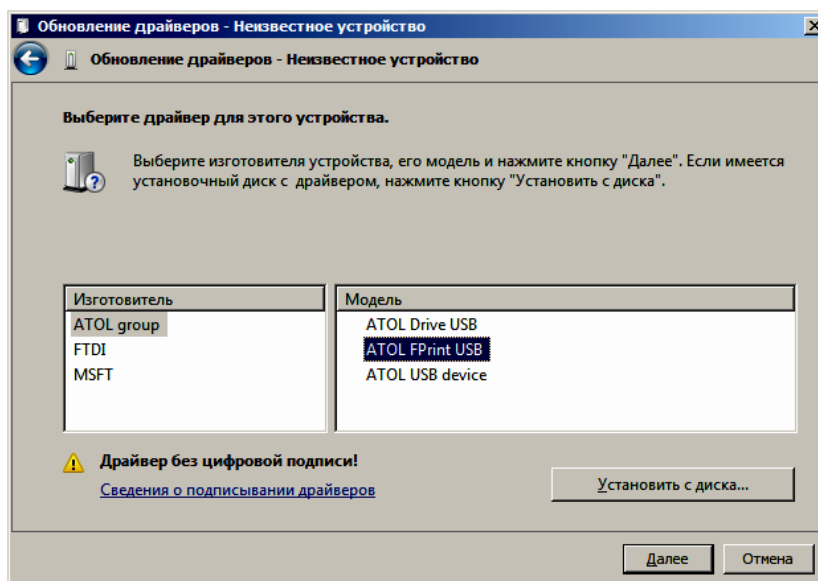 Обновление драйверов - Неизвестное устройство
Обновление драйверов - Неизвестное устройство
Выберите драйвер для этого устройства.
Выберите изготовителя устройства, его модель и нажмите кнопку "Далее". Если имеется
установочный диск с драйвером, нажмите кнопку "Установить с диска".
Изготовитель
ATOL group
FTDI
MSFT
Модель
ATOL Drive USB
ATOL FPrint USB
ATOL USB device
Драйвер без цифровой подписи!
Сведения о подписывании драйверов
Установить с диска...
Далее
Отмена